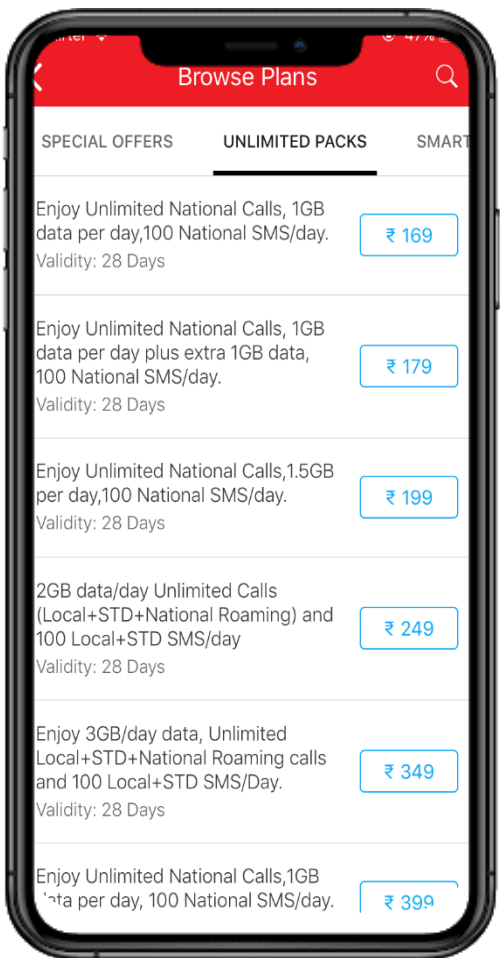 47%
Browse Plans
SPECIAL OFFERS UNLIMITED PACKS SMART
Enjoy Unlimited National Calls, 1GB
data per day,100 National SMS/day.
Validity: 28 Days
₹ 169
Enjoy Unlimited National Calls, 1GB
data per day plus extra 1GB data,
100 National SMS/day.
Validity: 28 Days
₹ 179
Enjoy Unlimited National Calls,1.5GB
per day,100 National SMS/day.
Validity: 28 Days
₹ 199
2GB data/day Unlimited Calls
(Local+STD+National Roaming) and
100 Local+STD SMS/day
Validity: 28 Days
₹ 249
Enjoy 3GB/day data, Unlimited
Local+STD+National Roaming calls
and 100 Local+STD SMS/Day.
Validity: 28 Days
₹ 349
Enjoy Unlimited National Calls,1GB
data per day, 100 National SMS/day.
₹ 399